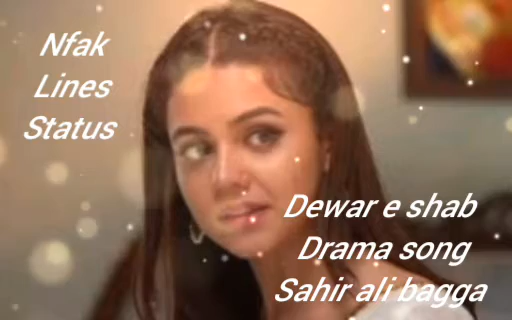 Nfak
Lines
Status
Dewar e shab
Drama song
Sahir ali bagga